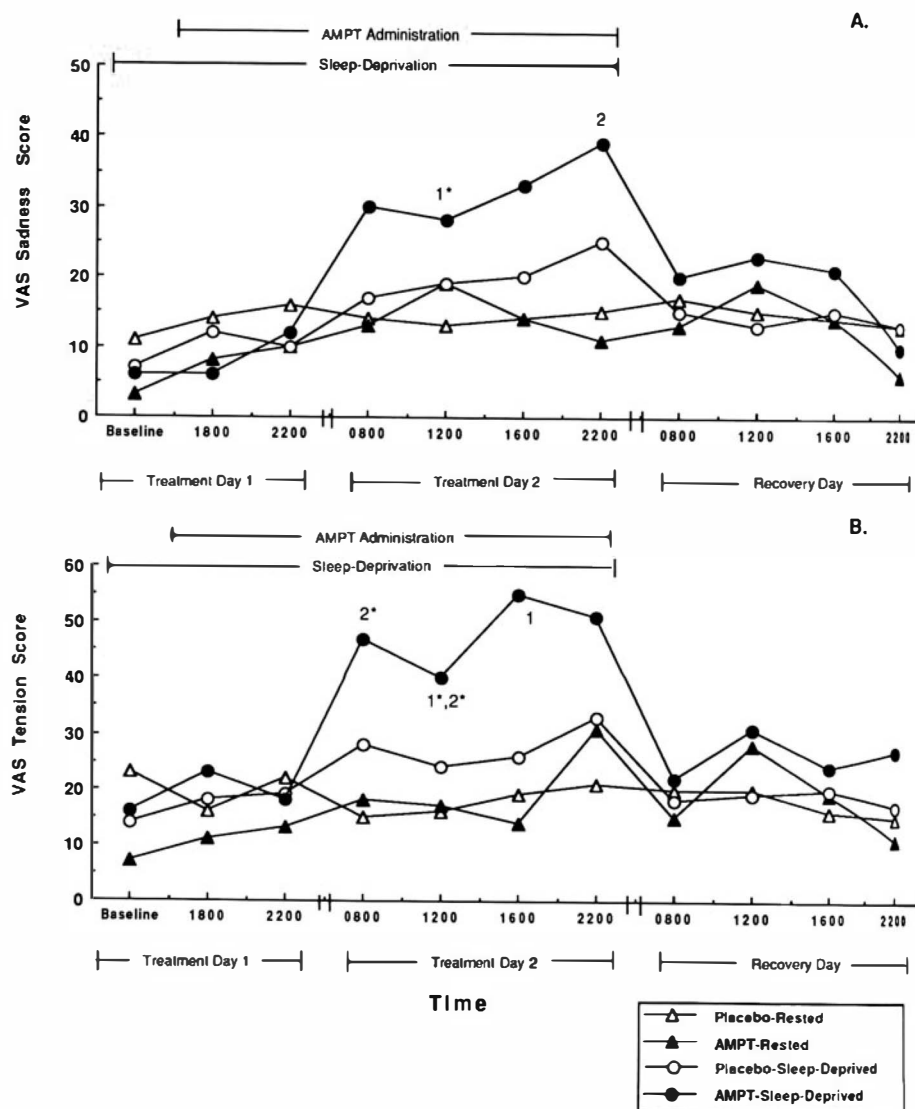 A.
AMPT Administration
Sleep-Deprivation
50
40
30
20
10
0
VAS Sadness Score
1*
2
Baseline 1800 2200 0800 1200 1600 2200 0800 1200 1600 2200
Treatment Day 1 Treatment Day 2 Recovery Day
B.
AMPT Administration
Sleep-Deprivation
60
50
40
30
20
10
0
VAS Tension Score
2*
1*,2*
1
Baseline 1800 2200 0800 1200 1600 2200 0800 1200 1600 2200
Treatment Day 1 Treatment Day 2 Recovery Day
Time
Placebo-Rested
AMPT-Rested
Placebo-Sleep-Deprived
AMPT-Sleep-Deprived